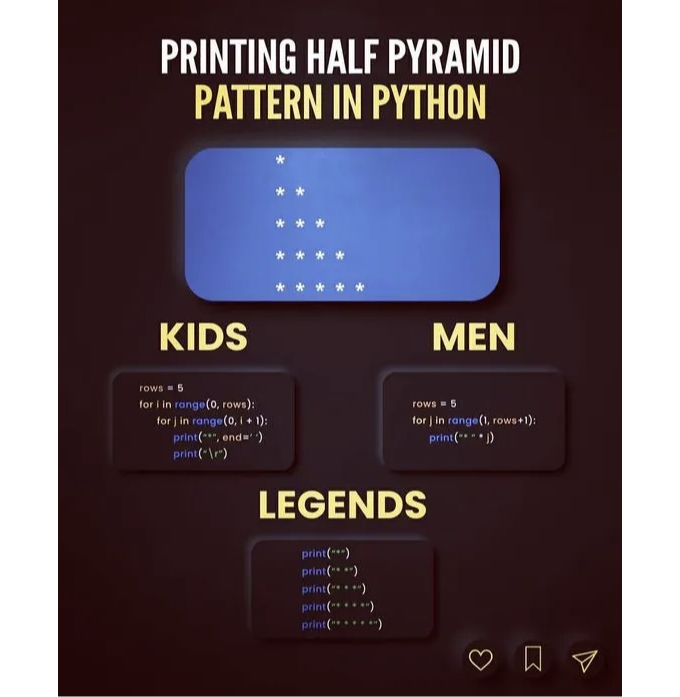 PRINTING HALF PYRAMID
PATTERN IN PYTHON
*
* *
* * *
* * * *
* * * * *
KIDS
rows = 5
for i in range(0, rows):
    for j in range(0, i + 1):
        print("*", end=' ')
        print("\r")
MEN
rows = 5
for j in range(1, rows+1):
    print("* " * j)
LEGENDS
print("*")
print("* *")
print("* * *")
print("* * * *")
print("* * * * *")